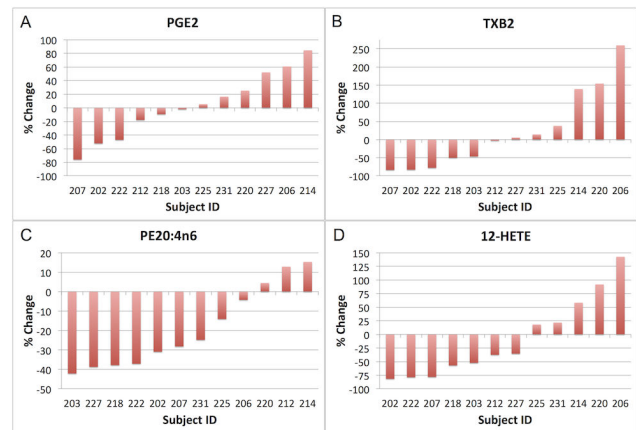 A
PGE2
% Change
100
80
60
40
20
0
-20
-40
-60
-80
-100
207 202 222 212 218 203 225 231 220 227 206 214
Subject ID
B
TXB2
% Change
250
200
150
100
50
0
-50
-100
207 202 222 218 203 212 227 231 225 214 220 206
Subject ID
C
PE20:4n6
% Change
20
10
0
-10
-20
-30
-40
-50
203 227 218 222 202 207 231 225 206 220 212 214
Subject ID
D
12-HETE
% Change
150
125
100
75
50
25
0
-25
-50
-75
-100
202 222 207 218 203 212 227 225 231 214 220 206
Subject ID